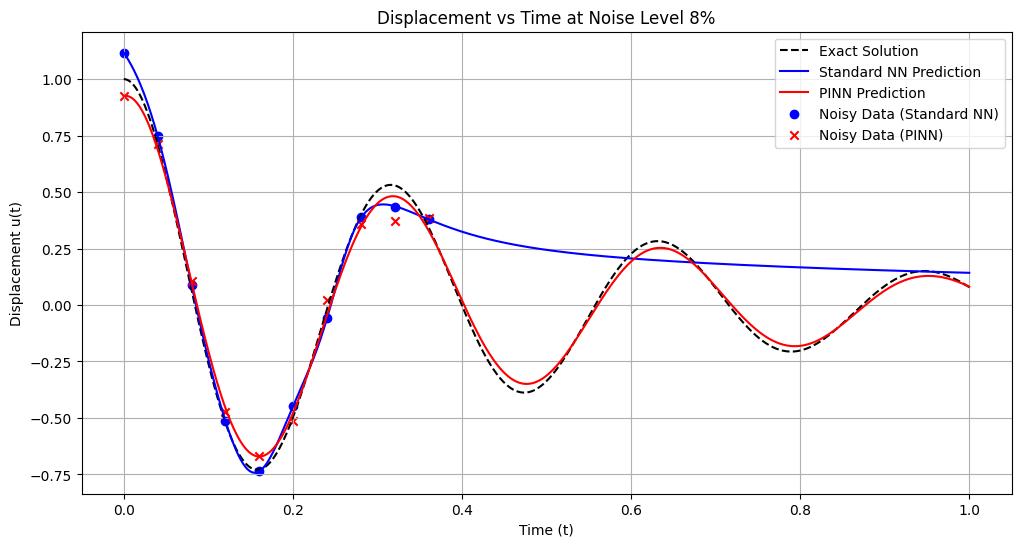 Displacement vs Time at Noise Level 8%
Exact Solution
Standard NN Prediction
PINN Prediction
Noisy Data (Standard NN)
Noisy Data (PINN)
Displacement u(t)
1.00
0.75
0.50
0.25
0.00
−0.25
−0.50
−0.75
0.0 0.2 0.4 0.6 0.8 1.0
Time (t)